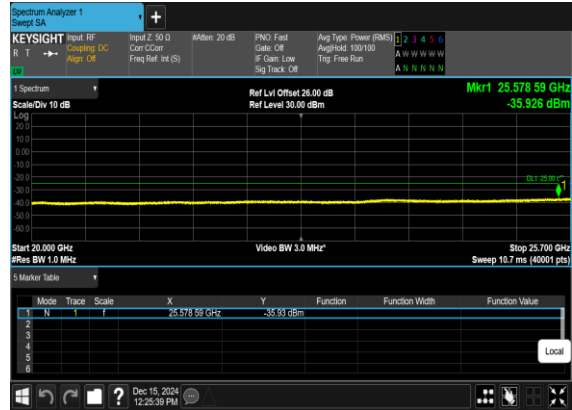 Spectrum Analyzer 1
Swept SA
+
KEYSIGHT Input: RF Input Z: 50 Ω #Atten: 20 dB PNO: Fast Avg Type: Power (RMS) 1 2 3 4 5 6
R T Coupling: DC Corr CCorr Gate: Off Avg|Hold: 100/100 A W W W W W
Align: Off Freq Ref: Int (S) IF Gain: Low Trig: Free Run
Sig Track: Off A N N N N N
1 Spectrum Ref Lvl Offset 26.00 dB Mkr1 25.578 59 GHz
Scale/Div 10 dB Ref Level 30.00 dBm -35.926 dBm
Log
20.0
10.0
0.00
-10.0
-20.0
-30.0
-40.0
-50.0
-60.0
1
Start 20.000 GHz Video BW 3.0 MHz* Stop 25.700 GHz
#Res BW 1.0 MHz Sweep 10.7 ms (40001 pts)
5 Marker Table
Mode Trace Scale X Y Function Function Width Function Value
1 N 1 f 25.578 59 GHz -35.93 dBm
2
3
4
5
6
Local
? Dec 15, 2024
12:25:39 PM